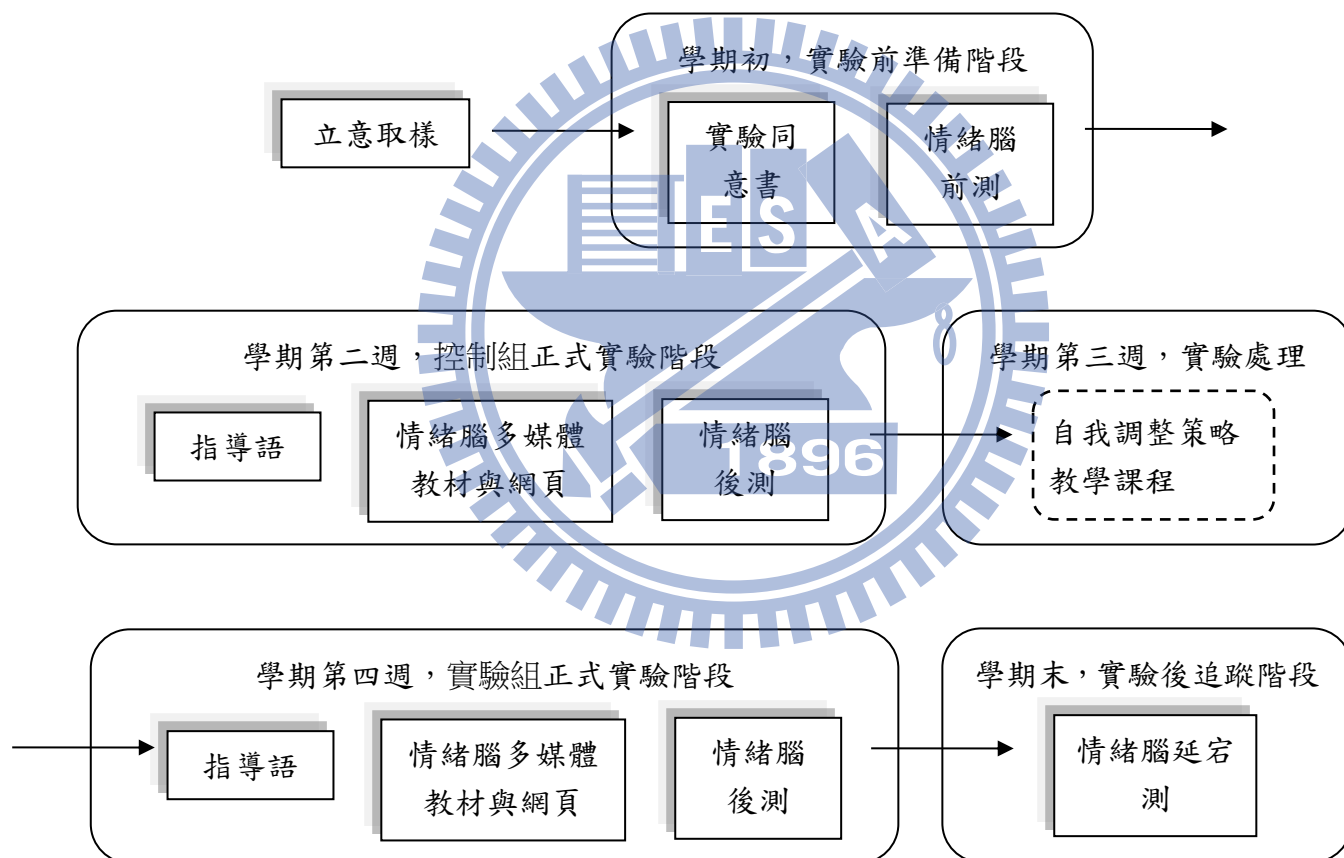 學期初，實驗前準備階段
立意取樣
實驗同
意書
情緒腦
前測
ESA
學期第二週，控制組正式實驗階段
指導語
情緒腦多媒體
教材與網頁
情緒腦
後測
學期第三週，實驗處理
自我調整策略
教學課程
1896
學期第四週，實驗組正式實驗階段
指導語
情緒腦多媒體
教材與網頁
情緒腦
後測
學期末，實驗後追蹤階段
情緒腦延宕
測